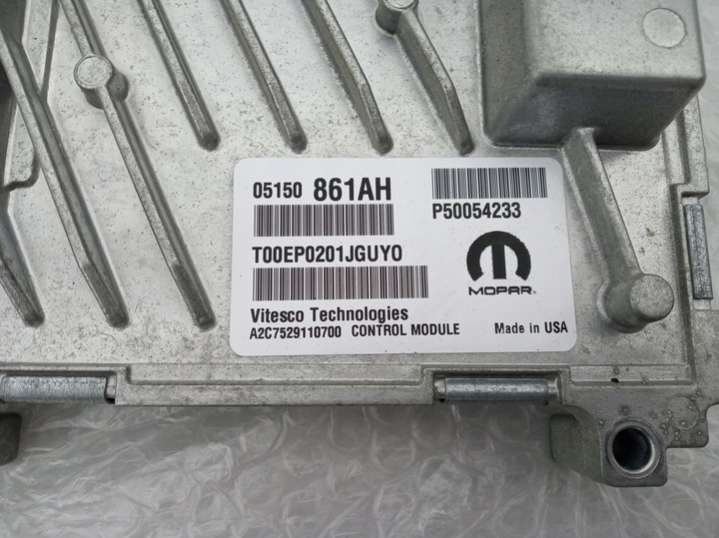 05150 861AH
P50054233
T00EP0201JGUY0
MOPAR
Vitesco Technologies
A2C7529110700 CONTROL MODULE Made in USA